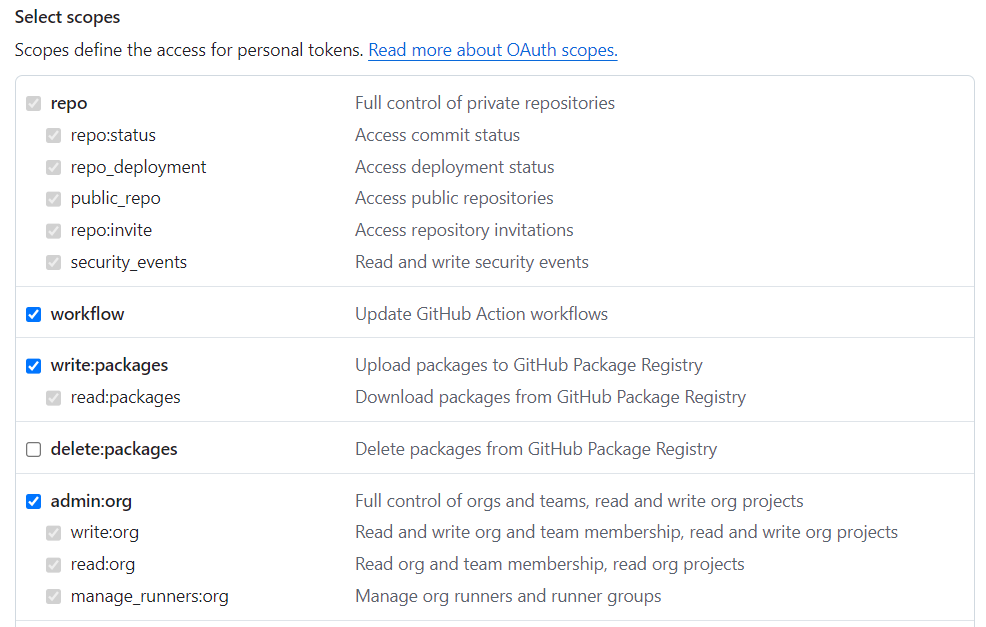 Select scopes
Scopes define the access for personal tokens. Read more about OAuth scopes.
repo Full control of private repositories
repo:status Access commit status
repo_deployment Access deployment status
public_repo Access public repositories
repo:invite Access repository invitations
security_events Read and write security events
workflow Update GitHub Action workflows
write:packages Upload packages to GitHub Package Registry
read:packages Download packages from GitHub Package Registry
delete:packages Delete packages from GitHub Package Registry
admin:org Full control of orgs and teams, read and write org projects
write:org Read and write org and team membership, read and write org projects
read:org Read org and team membership, read org projects
manage_runners:org Manage org runners and runner groups